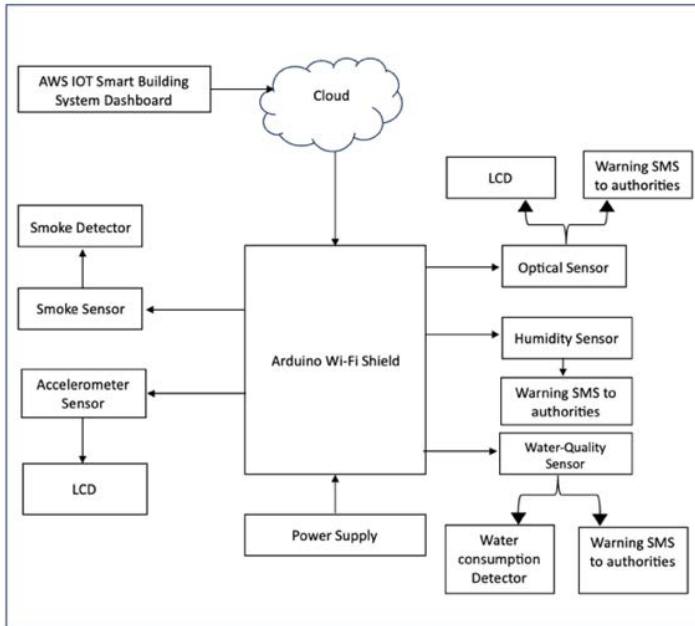 AWS IOT Smart Building
System Dashboard
Cloud
LCD
Warning SMS
to authorities
Smoke Detector
Optical Sensor
Smoke Sensor
Humidity Sensor
Arduino Wi-Fi Shield
Accelerometer
Sensor
Warning SMS to
authorities
Water-Quality
Sensor
LCD
Power Supply
Water
consumption
Detector
Warning SMS
to authorities